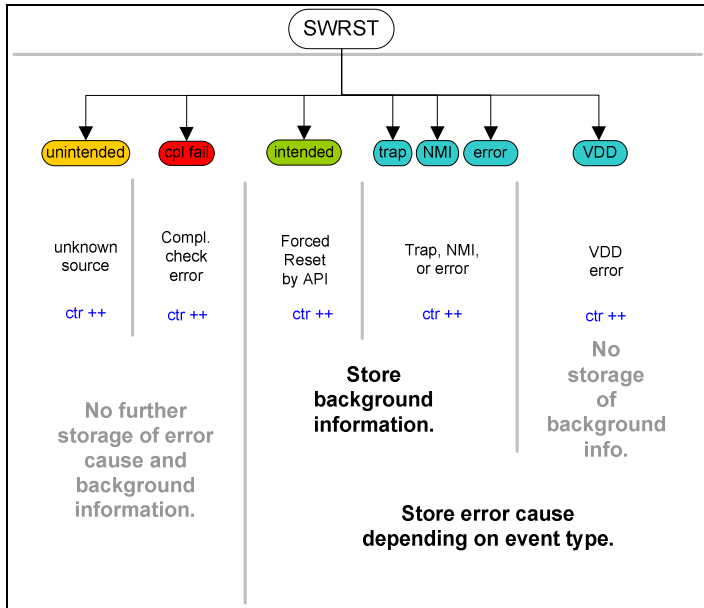 SWRST
unintended
cpl fail
intended
trap
NMI
error
VDD
unknown
source
Compl.
check
error
Forced
Reset
by API
Trap, NMI,
or error
VDD
error
ctr ++
ctr ++
ctr ++
ctr ++
ctr ++
No further
storage of error
cause and
background
information.
Store
background
information.
No
storage
of
background
info.
Store error cause
depending on event type.